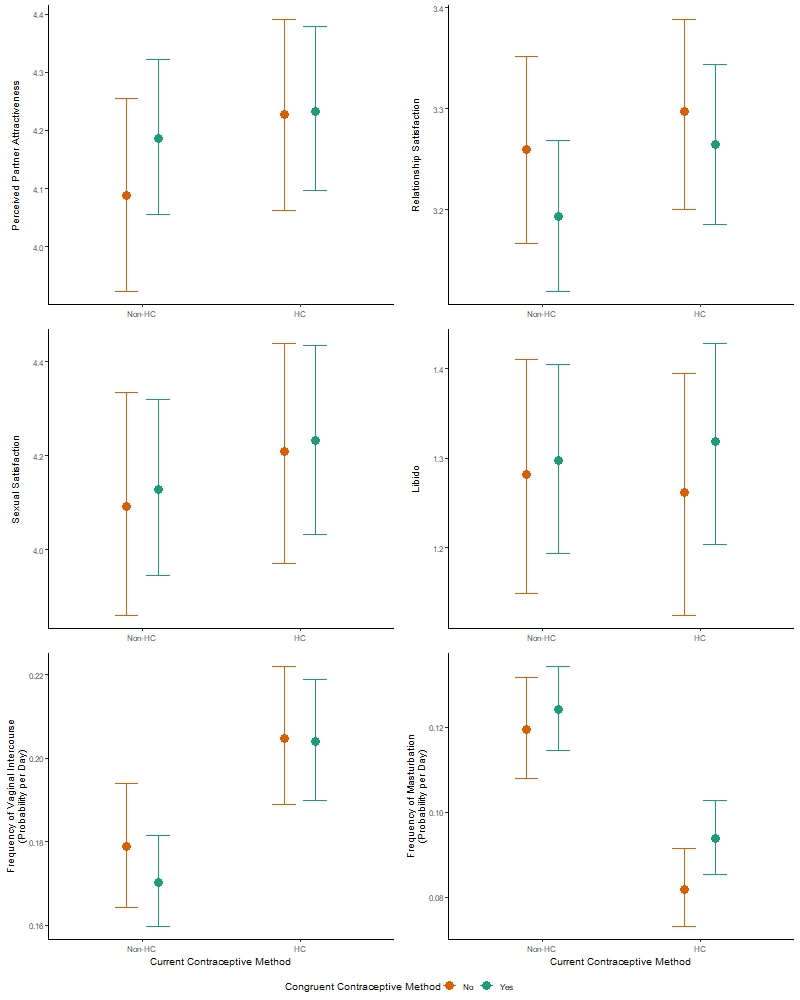 Perceived Partner Attractiveness
4.4
4.3
4.2
4.1
4.0
Non-HC HC
Relationship Satisfaction
3.4
3.3
3.2
Non-HC HC
Sexual Satisfaction
4.4
4.2
4.0
Non-HC HC
Libido
1.4
1.3
1.2
Non-HC HC
Frequency of Vaginal Intercourse
(Probability per Day)
0.22
0.20
0.18
0.16
Non-HC HC
Current Contraceptive Method
Frequency of Masturbation
(Probability per Day)
0.12
0.10
0.08
Non-HC HC
Current Contraceptive Method
Congruent Contraceptive Method No Yes